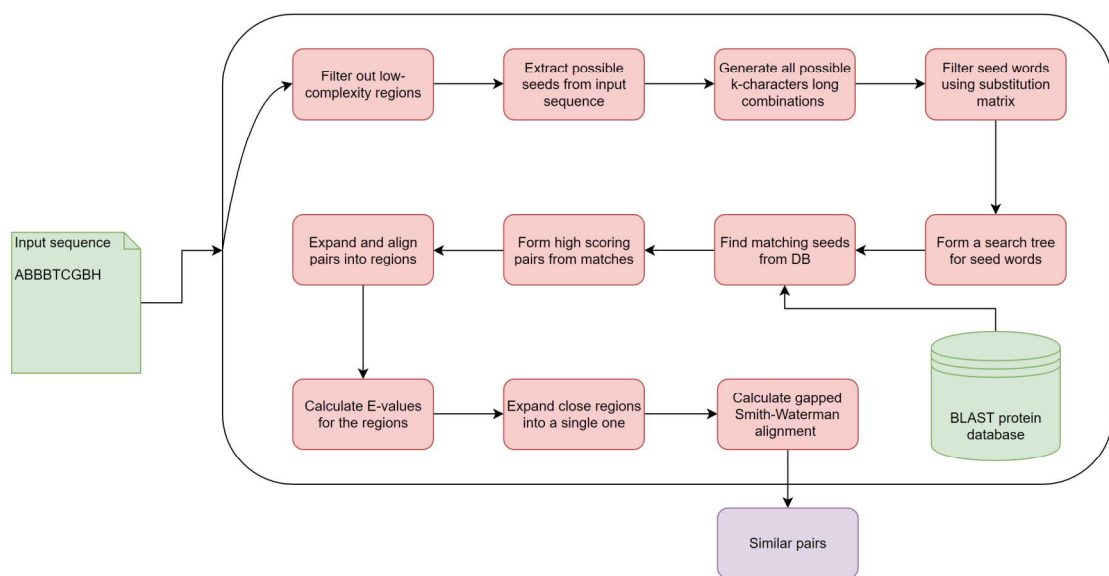 Filter out low-
complexity regions
Extract possible
seeds from input
sequence
Generate all possible
k-characters long
combinations
Filter seed words
using substitution
matrix
Input sequence
ABBBTCGBH
Expand and align
pairs into regions
Form high scoring
pairs from matches
Find matching seeds
from DB
Form a search tree
for seed words
Calculate E-values
for the regions
Expand close regions
into a single one
Calculate gapped
Smith-Waterman
alignment
BLAST protein
database
Similar pairs